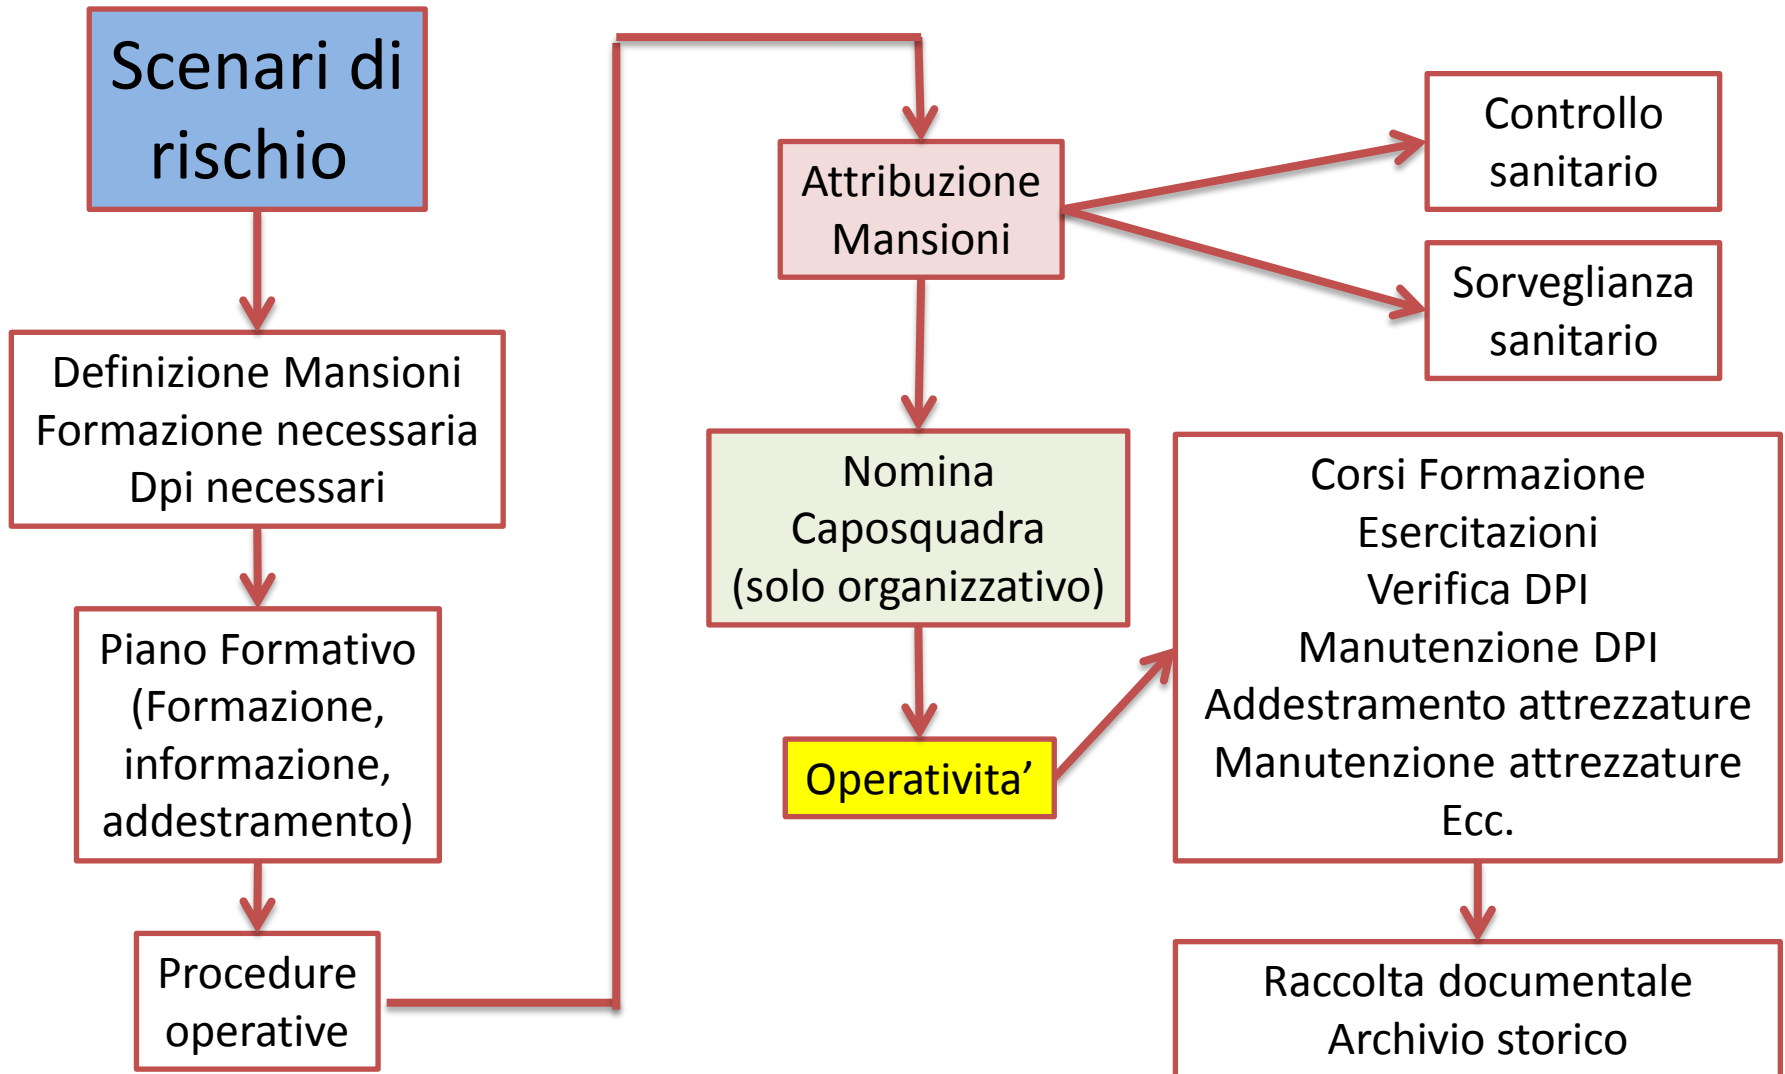 Scenari di
rischio
Definizione Mansioni
Formazione necessaria
Dpi necessari
Piano Formativo
(Formazione,
informazione,
addestramento)
Procedure
operative
Attribuzione
Mansioni
Controllo
sanitario
Sorveglianza
sanitario
Nomina
Caposquadra
(solo organizzativo)
Operativita’
Corsi Formazione
Esercitazioni
Verifica DPI
Manutenzione DPI
Addestramento attrezzature
Manutenzione attrezzature
Ecc.
Raccolta documentale
Archivio storico